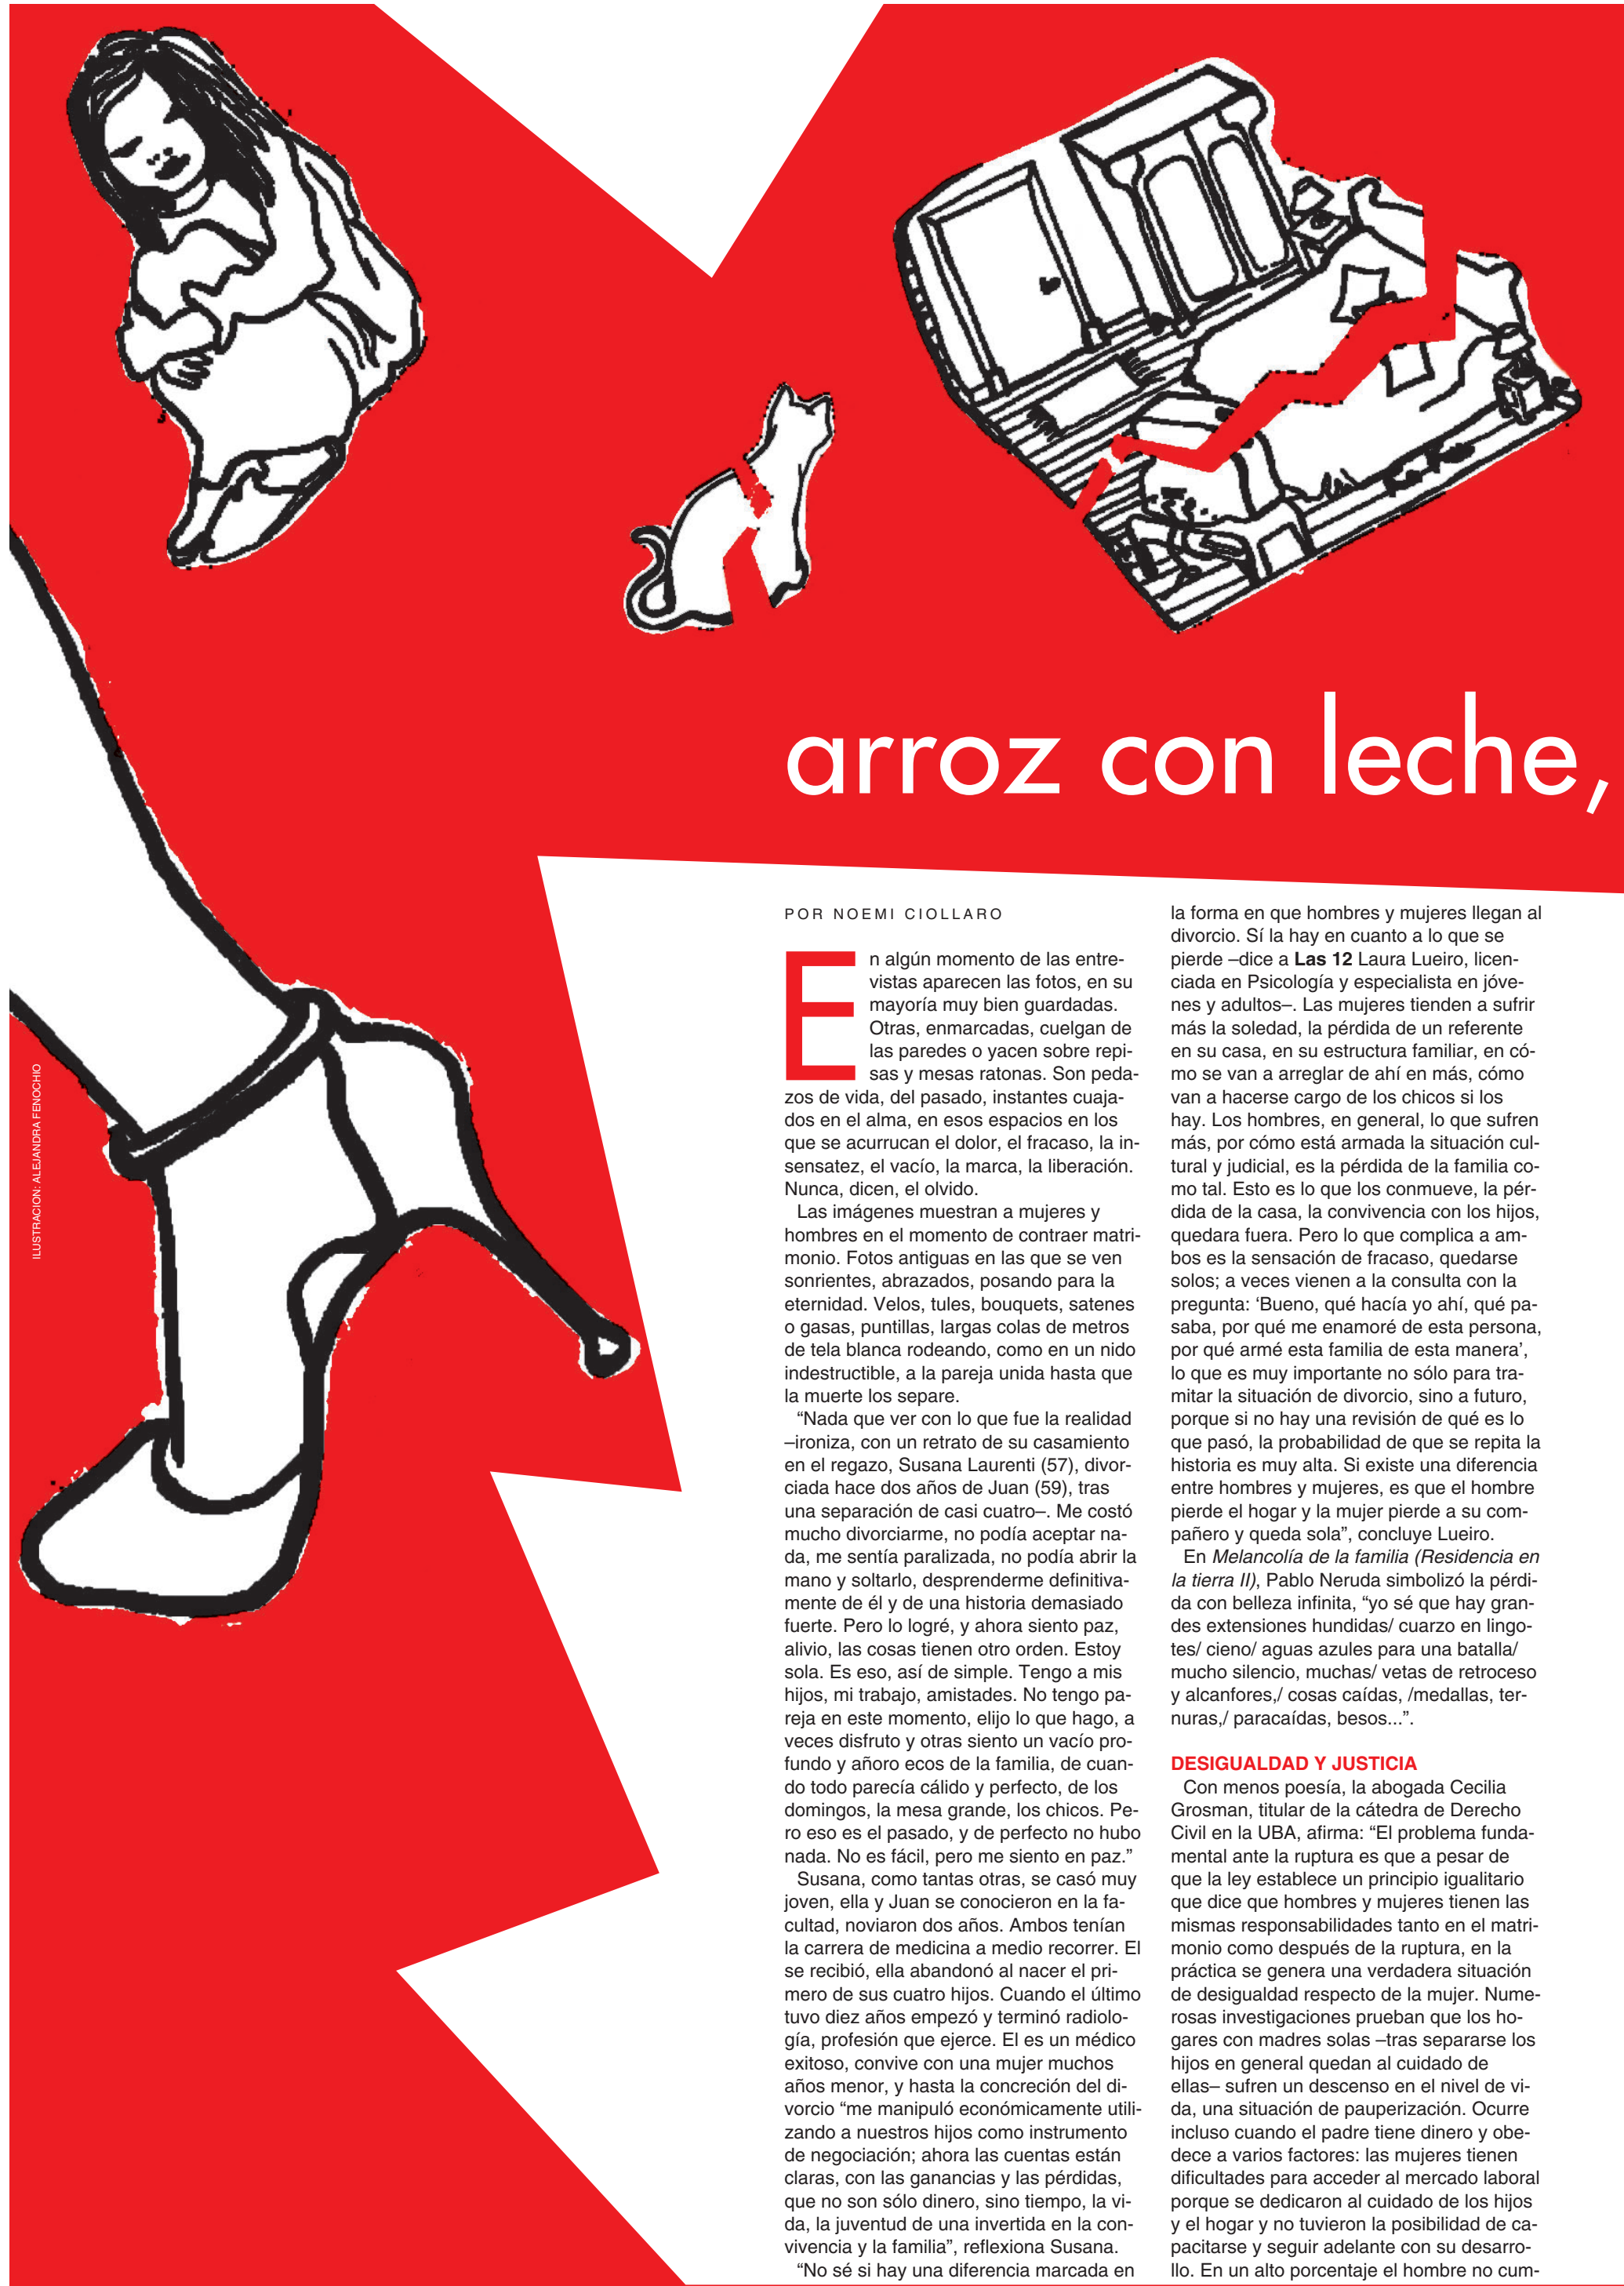 arroz con leche,
POR NOEMI CIOLLARO
En algún momento de las entre-
vistas aparecen las fotos, en su
mayoría muy bien guardadas.
Otras, enmarcadas, cuelgan de
las paredes o yacen sobre repi-
sas y mesas ratonas. Son peda-
zos de vida, del pasado, instantes cuaja-
dos en el alma, en esos espacios en los
que se acurrucan el dolor, el fracaso, la in-
sensatez, el vacío, la marca, la liberación.
Nunca, dicen, el olvido.
Las imágenes muestran a mujeres y
hombres en el momento de contraer matri-
monio. Fotos antiguas en las que se ven
sonrientes, abrazados, posando para la
eternidad. Velos, tules, bouquets, satenes
o gasas, puntillas, largas colas de metros
de tela blanca rodeando, como en un nido
indestructible, a la pareja unida hasta que
la muerte los separe.
“Nada que ver con lo que fue la realidad
–ironiza, con un retrato de su casamiento
en el regazo, Susana Laurenti (57), divor-
ciada hace dos años de Juan (59), tras
una separación de casi cuatro–. Me costó
mucho divorciarme, no podía aceptar na-
da, me sentía paralizada, no podía abrir la
mano y soltarlo, desprenderme definitiva-
mente de él y de una historia demasiado
fuerte. Pero lo logré, y ahora siento paz,
alivio, las cosas tienen otro orden. Estoy
sola. Es eso, así de simple. Tengo a mis
hijos, mi trabajo, amistades. No tengo pa-
reja en este momento, elijo lo que hago, a
veces disfruto y otras siento un vacío pro-
fundo y añoro ecos de la familia, de cuan-
do todo parecía cálido y perfecto, de los
domingos, la mesa grande, los chicos. Pe-
ro eso es el pasado, y de perfecto no hubo
nada. No es fácil, pero me siento en paz.”
Susana, como tantas otras, se casó muy
joven, ella y Juan se conocieron en la fa-
cultad, noviaron dos años. Ambos tenían
la carrera de medicina a medio recorrer. El
se recibió, ella abandonó al nacer el pri-
mero de sus cuatro hijos. Cuando el último
tuvo diez años empezó y terminó radiolo-
gía, profesión que ejerce. El es un médico
exitoso, convive con una mujer muchos
años menor, y hasta la concreción del di-
vorcio “me manipuló económicamente utili-
zando a nuestros hijos como instrumento
de negociación; ahora las cuentas están
claras, con las ganancias y las pérdidas,
que no son sólo dinero, sino tiempo, la vi-
da, la juventud de una invertida en la con-
vivencia y la familia”, reflexiona Susana.
“No sé si hay una diferencia marcada en
la forma en que hombres y mujeres llegan al
divorcio. Sí la hay en cuanto a lo que se
pierde –dice a Las 12 Laura Lueiro, licen-
ciada en Psicología y especialista en jóve-
nes y adultos–. Las mujeres tienden a sufrir
más la soledad, la pérdida de un referente
en su casa, en su estructura familiar, en có-
mo se van a arreglar de ahí en más, cómo
van a hacerse cargo de los chicos si los
hay. Los hombres, en general, lo que sufren
más, por cómo está armada la situación cul-
tural y judicial, es la pérdida de la familia co-
mo tal. Esto es lo que los conmueve, la pér-
dida de la casa, la convivencia con los hijos,
quedara fuera. Pero lo que complica a am-
bos es la sensación de fracaso, quedarse
solos; a veces vienen a la consulta con la
pregunta: ‘Bueno, qué hacía yo ahí, qué pa-
saba, por qué me enamoré de esta persona,
por qué armé esta familia de esta manera’,
lo que es muy importante no sólo para tra-
mitar la situación de divorcio, sino a futuro,
porque si no hay una revisión de qué es lo
que pasó, la probabilidad de que se repita la
historia es muy alta. Si existe una diferencia
entre hombres y mujeres, es que el hombre
pierde el hogar y la mujer pierde a su com-
pañero y queda sola”, concluye Lueiro.
En Melancolía de la familia (Residencia en
la tierra II), Pablo Neruda simbolizó la pérdi-
da con belleza infinita, “yo sé que hay gran-
des extensiones hundidas/ cuarzo en lingo-
tes/ cieno/ aguas azules para una batalla/
mucho silencio, muchas/ vetas de retroceso
y alcanfores,/ cosas caídas, /medallas, ter-
nuras,/ paracaídas, besos...”.
DESIGUALDAD Y JUSTICIA
Con menos poesía, la abogada Cecilia
Grosman, titular de la cátedra de Derecho
Civil en la UBA, afirma: “El problema funda-
mental ante la ruptura es que a pesar de
que la ley establece un principio igualitario
que dice que hombres y mujeres tienen las
mismas responsabilidades tanto en el matri-
monio como después de la ruptura, en la
práctica se genera una verdadera situación
de desigualdad respecto de la mujer. Nume-
rosas investigaciones prueban que los ho-
gares con madres solas –tras separarse los
hijos en general quedan al cuidado de
ellas– sufren un descenso en el nivel de vi-
da, una situación de pauperización. Ocurre
incluso cuando el padre tiene dinero y obe-
dece a varios factores: las mujeres tienen
dificultades para acceder al mercado laboral
porque se dedicaron al cuidado de los hijos
y el hogar y no tuvieron la posibilidad de ca-
pacitarse y seguir adelante con su desarro-
llo. En un alto porcentaje el hombre no cum-
ILUSTRACION: ALEJANDRA FENOCHIO